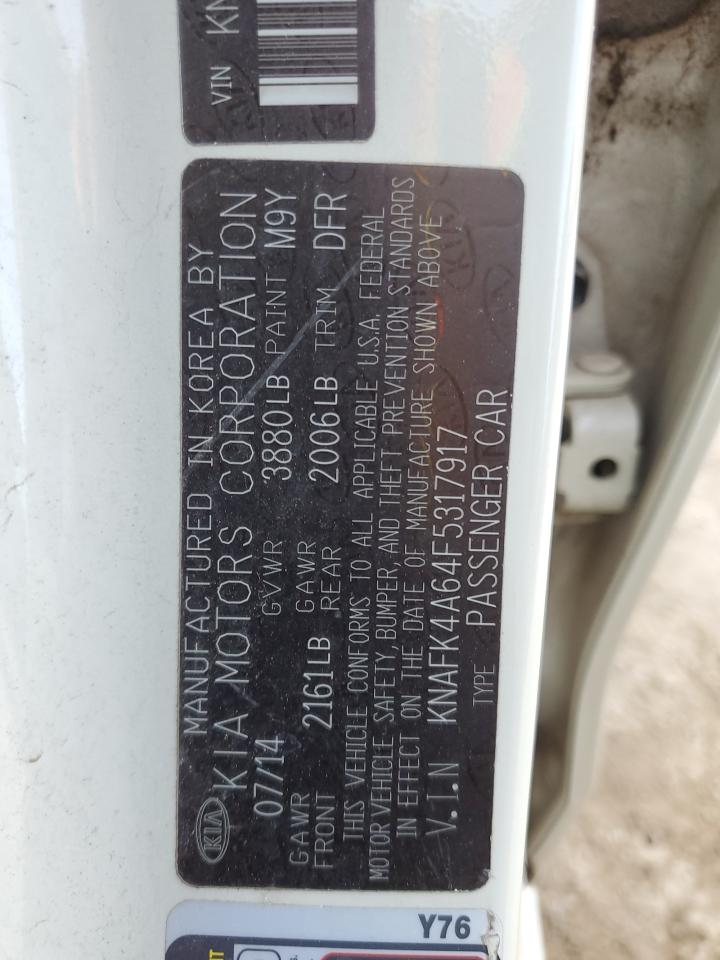 VIN KN
MANUFACTURED IN KOREA BY
KIA KIA MOTORS CORPORATION
07/14 GVWR 3880LB PAINT M9Y
GAWR FRONT 2161LB GAWR REAR 2006LB TRIM DFR
THIS VEHICLE CONFORMS TO ALL APPLICABLE U.S.A. FEDERAL
MOTOR VEHICLE SAFETY, BUMPER, AND THEFT PREVENTION STANDARDS
IN EFFECT ON THE DATE OF MANUFACTURE SHOWN ABOVE
V.I.N KNAFK4A64F5317917
TYPE PASSENGER CAR
Y76